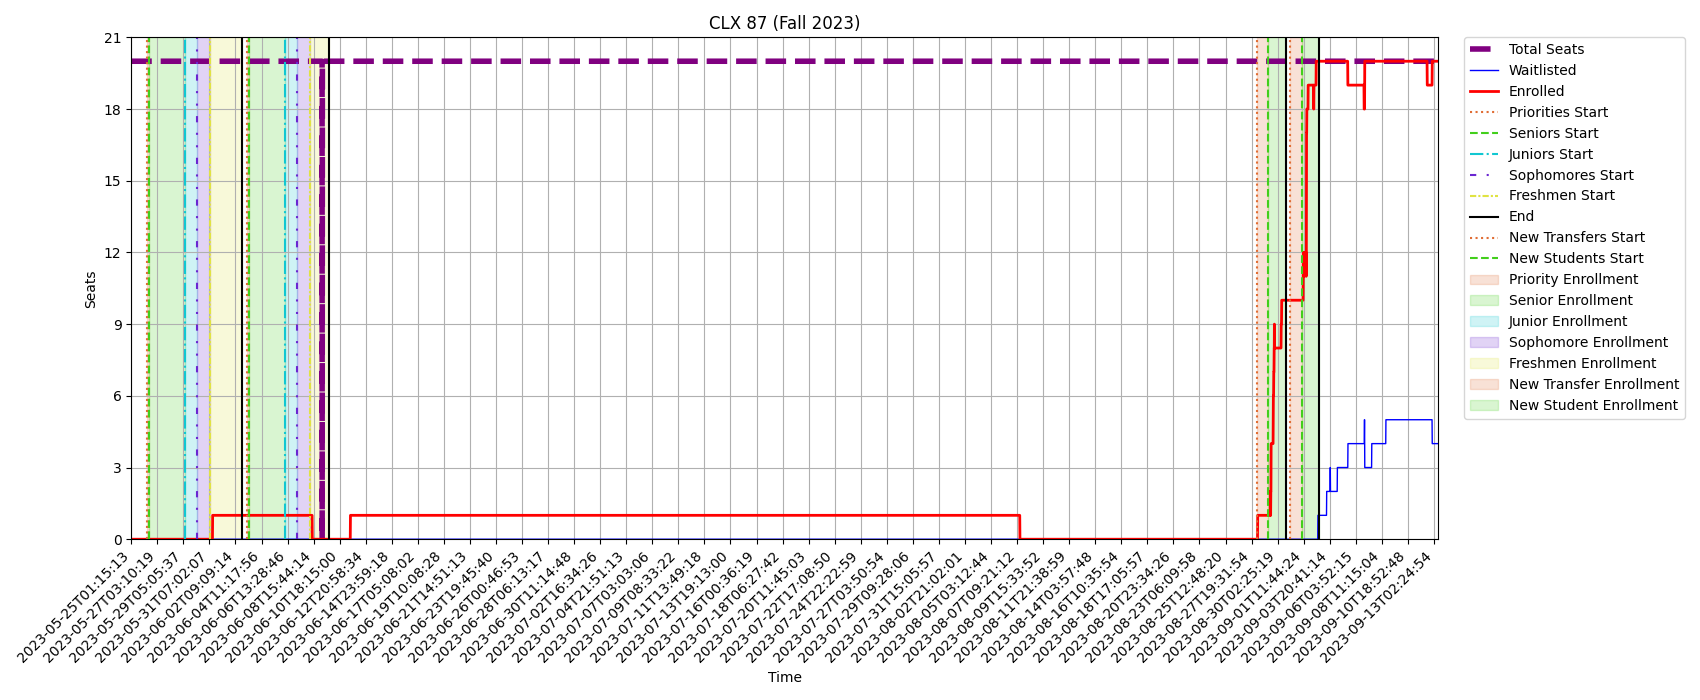 CLX 87 (Fall 2023)
21
18
15
12
9
6
3
0
Seats
2023-05-25T01:15:13
2023-05-27T03:10:19
2023-05-29T05:05:37
2023-05-31T07:02:07
2023-06-02T09:09:14
2023-06-04T11:17:56
2023-06-06T13:28:46
2023-06-08T15:44:14
2023-06-10T18:15:00
2023-06-12T20:58:34
2023-06-14T23:59:18
2023-06-17T05:08:02
2023-06-19T10:08:28
2023-06-21T14:51:13
2023-06-23T19:45:40
2023-06-26T00:46:53
2023-06-28T06:13:17
2023-06-30T11:14:48
2023-07-02T16:34:26
2023-07-04T21:51:13
2023-07-07T03:03:06
2023-07-09T08:33:22
2023-07-11T13:49:18
2023-07-13T19:13:00
2023-07-16T00:36:19
2023-07-18T06:27:42
2023-07-20T11:45:03
2023-07-22T17:08:50
2023-07-24T22:22:59
2023-07-27T03:50:54
2023-07-29T09:28:06
2023-07-31T15:05:57
2023-08-02T21:02:01
2023-08-05T03:12:44
2023-08-07T09:21:12
2023-08-09T15:33:52
2023-08-11T21:38:59
2023-08-14T03:57:48
2023-08-16T10:35:54
2023-08-18T17:05:57
2023-08-20T23:34:26
2023-08-23T06:09:58
2023-08-25T12:48:20
2023-08-27T19:31:54
2023-08-30T02:25:19
2023-09-01T11:44:24
2023-09-03T20:41:14
2023-09-06T03:52:15
2023-09-08T11:15:04
2023-09-10T18:52:48
2023-09-13T02:24:54
Time
Total Seats
Waitlisted
Enrolled
Priorities Start
Seniors Start
Juniors Start
Sophomores Start
Freshmen Start
End
New Transfers Start
New Students Start
Priority Enrollment
Senior Enrollment
Junior Enrollment
Sophomore Enrollment
Freshmen Enrollment
New Transfer Enrollment
New Student Enrollment